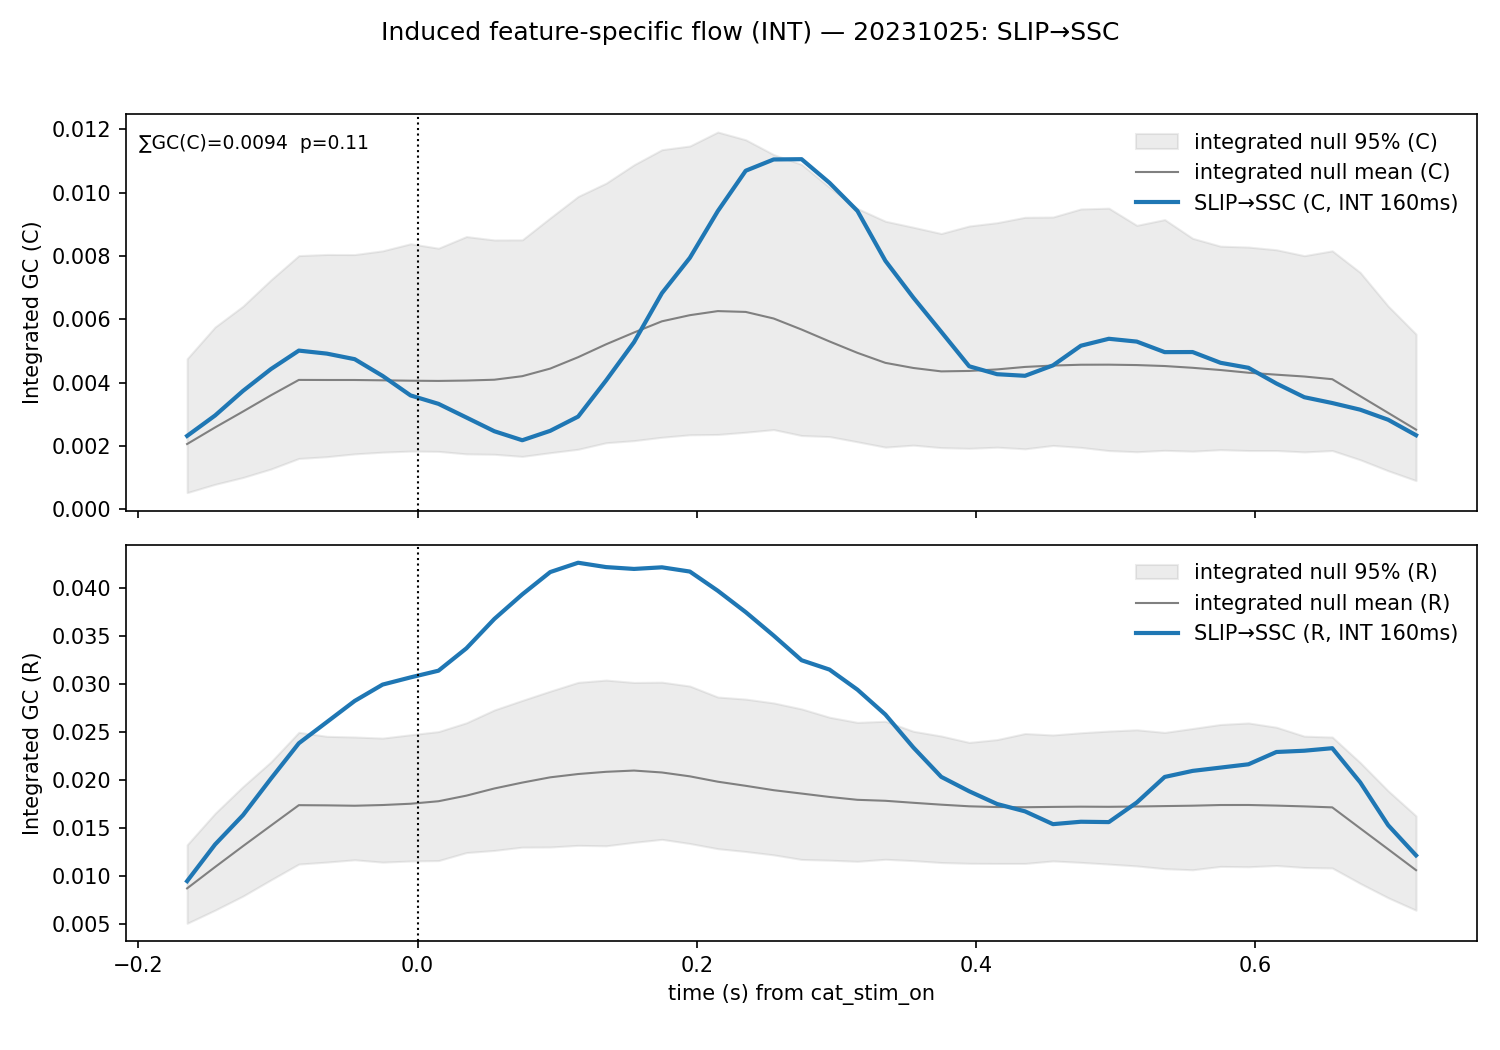 Induced feature-specific flow (INT) — 20231025: SLIP→SSC
∑GC(C)=0.0094  p=0.11
integrated null 95% (C)
integrated null mean (C)
SLIP→SSC (C, INT 160ms)
Integrated GC (C)
0.012
0.010
0.008
0.006
0.004
0.002
0.000
integrated null 95% (R)
integrated null mean (R)
SLIP→SSC (R, INT 160ms)
Integrated GC (R)
0.040
0.035
0.030
0.025
0.020
0.015
0.010
0.005
−0.2
0.0
0.2
0.4
0.6
time (s) from cat_stim_on